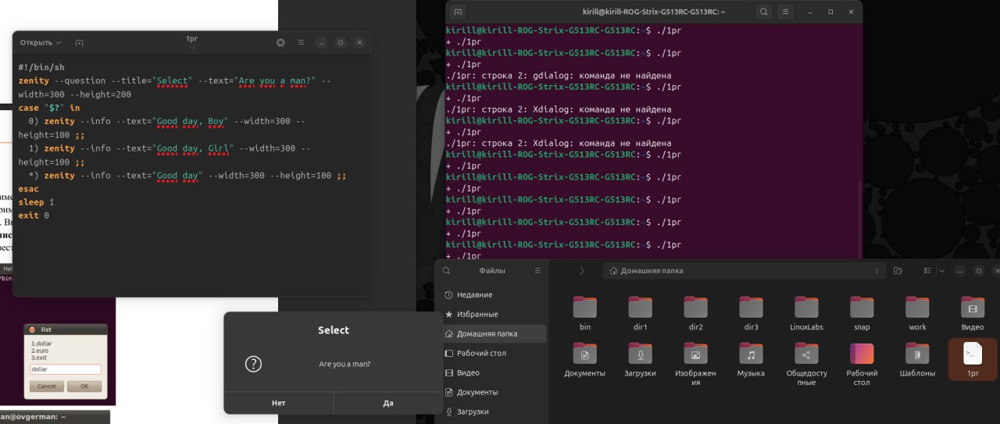 Открыть
1pr
~/
#!/bin/sh
zenity --question --title="Select" --text="Are you a man?" --
width=300 --height=200
case "$?" in
0) zenity --info --text="Good day, Boy" --width=300 --
height=100 ;;
1) zenity --info --text="Good day, Girl" --width=300 --
height=100 ;;
*) zenity --info --text="Good day" --width=300 --height=100 ;;
esac
sleep 1
exit 0
kirill@kirill-ROG-Strix-G513RC-G513RC: ~
kirill@kirill-ROG-Strix-G513RC-G513RC:~$ ./1pr
+ ./1pr
kirill@kirill-ROG-Strix-G513RC-G513RC:~$ ./1pr
+ ./1pr
./1pr: строка 2: gdialog: команда не найдена
kirill@kirill-ROG-Strix-G513RC-G513RC:~$ ./1pr
+ ./1pr
./1pr: строка 2: Xdialog: команда не найдена
kirill@kirill-ROG-Strix-G513RC-G513RC:~$ ./1pr
+ ./1pr
./1pr: строка 2: Xdialog: команда не найдена
kirill@kirill-ROG-Strix-G513RC-G513RC:~$ ./1pr
+ ./1pr
kirill@kirill-ROG-Strix-G513RC-G513RC:~$ ./1pr
+ ./1pr
kirill@kirill-ROG-Strix-G513RC-G513RC:~$ ./1pr
+ ./1pr
kirill@kirill-ROG-Strix-G513RC-G513RC:~$ ./1pr
+ ./1pr
kirill@kirill-ROG-Strix-G513RC-G513RC:~$ ./1pr
+ ./1pr
list
1.dollar
2.euro
3.exit
dollar
Cancel OK
an@ovgerman: ~
Select
Are you a man?
Нет Да
Файлы
Домашняя папка
Недавние
Избранные
Домашняя папка
Рабочий стол
Видео
Документы
Загрузки
bin dir1 dir2 dir3 LinuxLabs snap work Видео
Документы Загрузки Изображен
ия Музыка Общедосту
пные Рабочий
стол Шаблоны 1pr